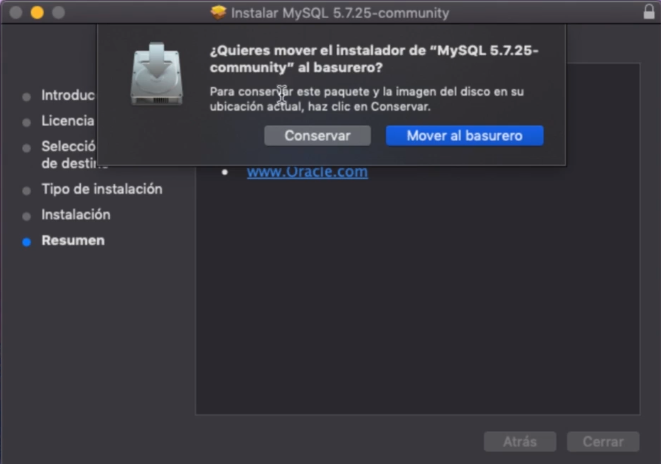 Instalar MySQL 5.7.25-community
¿Quieres mover el instalador de “MySQL 5.7.25-
community” al basurero?
Para conservar este paquete y la imagen del disco en su
ubicación actual, haz clic en Conservar.
Conservar
Mover al basurero
Introduc
Licencia
Selecció
de destin
Tipo de instalación
Instalación
Resumen
www.Oracle.com
Atrás
Cerrar